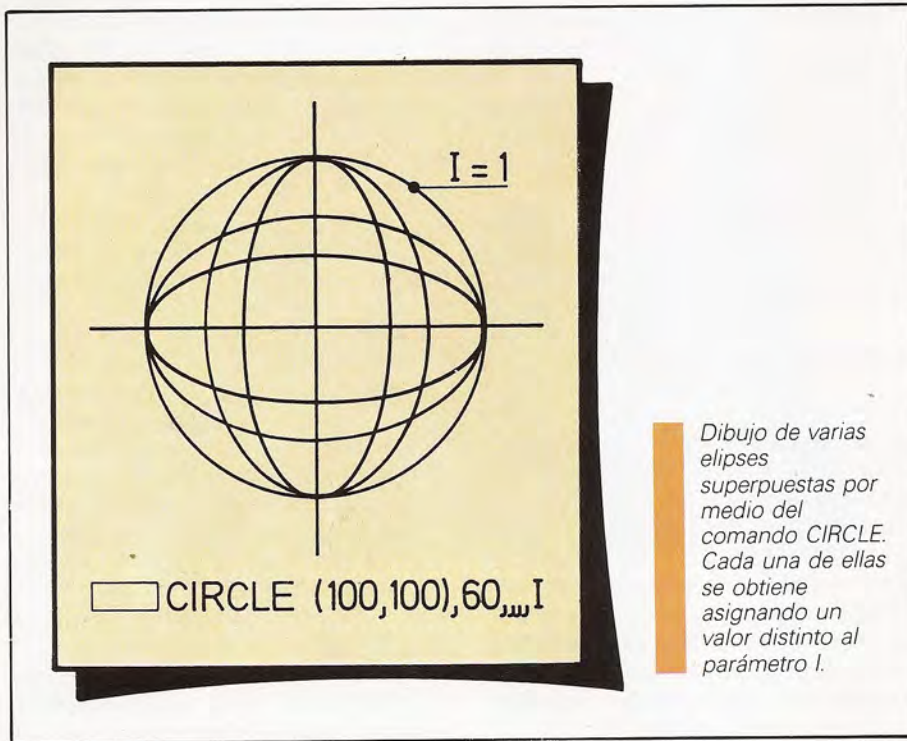 I = 1
CIRCLE (100,100),60,,,,I
Dibujo de varias
elipses
superpuestas por
medio del
comando CIRCLE.
Cada una de ellas
se obtiene
asignando un
valor distinto al
parámetro I.